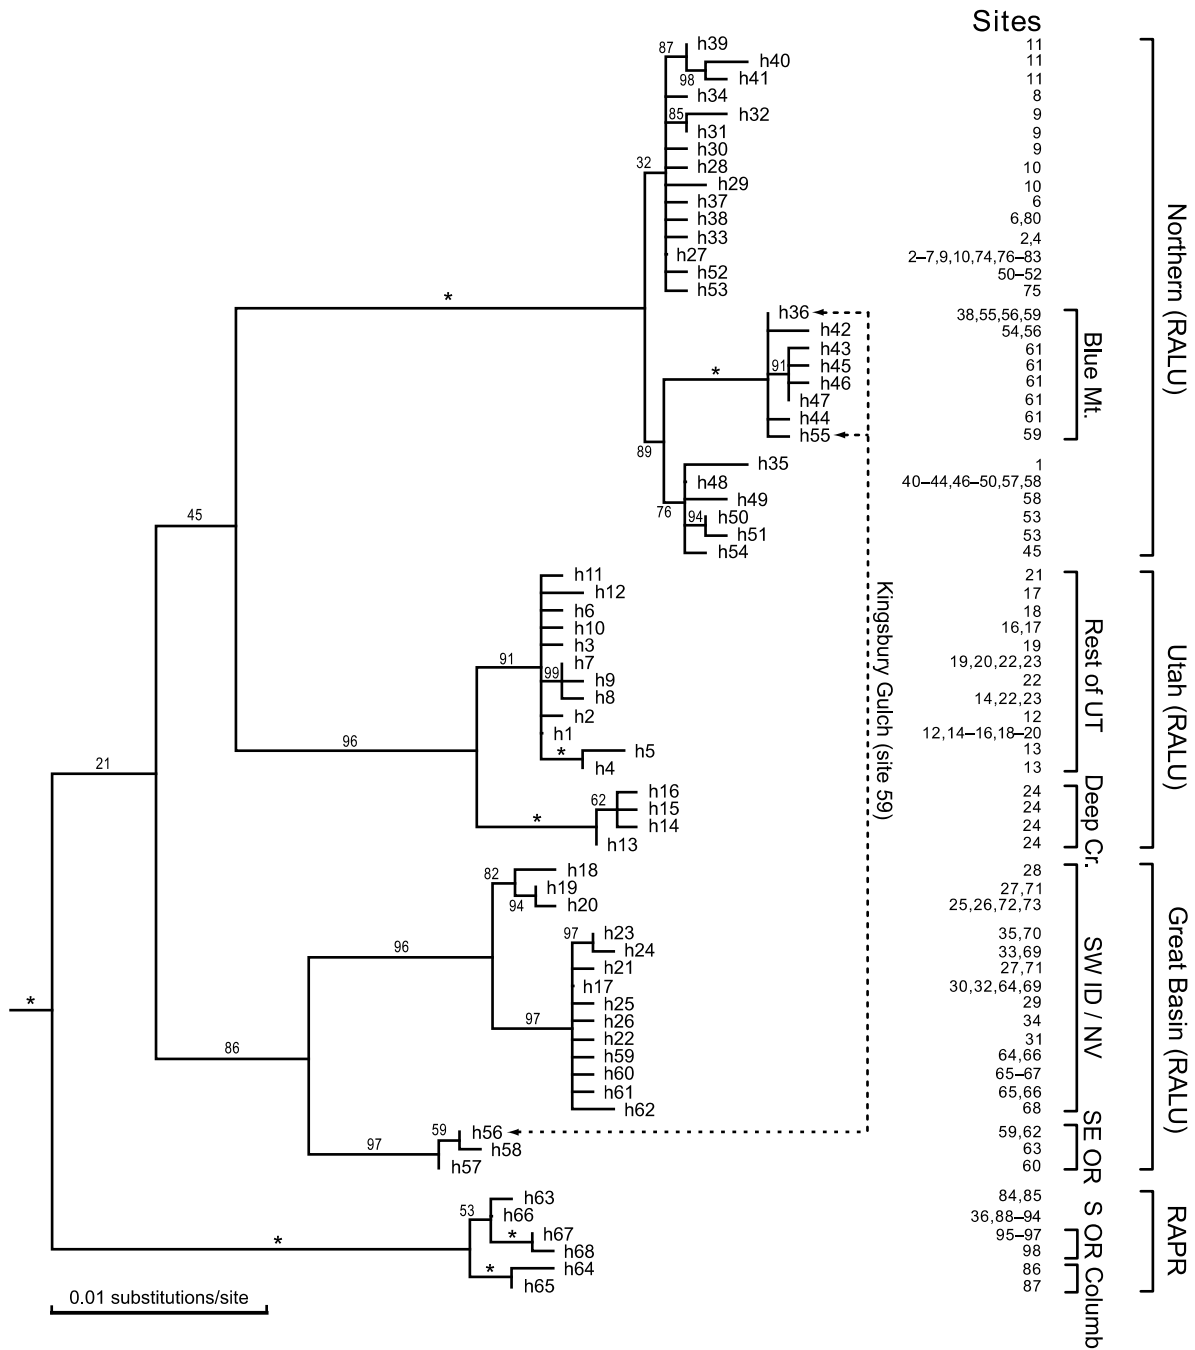 Sites
87 h39 11
h40 11
98 h41 11
h34 8
85 h32 9
h31 9
h30 9
32 h28 10
h29 10
h37 6
h38 6,80
h33 2,4
h27 2–7,9,10,74,76–83
h52 50–52
h53 75
*
h36 38,55,56,59
h42 54,56
h43 61
* 91 h45 61
h46 61
h47 61
h44 61
h55 59
89
h35 1
h48 40–44,46–50,57,58
h49 58
76 94 h50 53
h51 53
h54 45
45
Blue Mt.
Northern (RALU)
h11 21
h12 17
h6 18
h10 16,17
h3 19
91 h7 19,20,22,23
99 h9 22
h8 14,22,23
h2 12
h1 12,14–16,18–20
96 * h5 13
h4 13
21
h16 24
62 h15 24
* h14 24
h13 24
Kingsbury Gulch (site 59)
Rest of UT
Deep Cr.
Utah (RALU)
82 h18 28
h19 27,71
94 h20 25,26,72,73
97 h23 35,70
96 h24 33,69
h21 27,71
h17 30,32,64,69
* h25 29
97 h26 34
h22 31
86 h59 64,66
h60 65–67
h61 65,66
h62 68
59 h56 59,62
97 h58 63
h57 60
SW ID / NV
SE OR
Great Basin (RALU)
h63 84,85
53 h66 36,88–94
* * h67 95–97
h68 98
* h64 86
h65 87
S OR
Columb
RAPR
0.01 substitutions/site